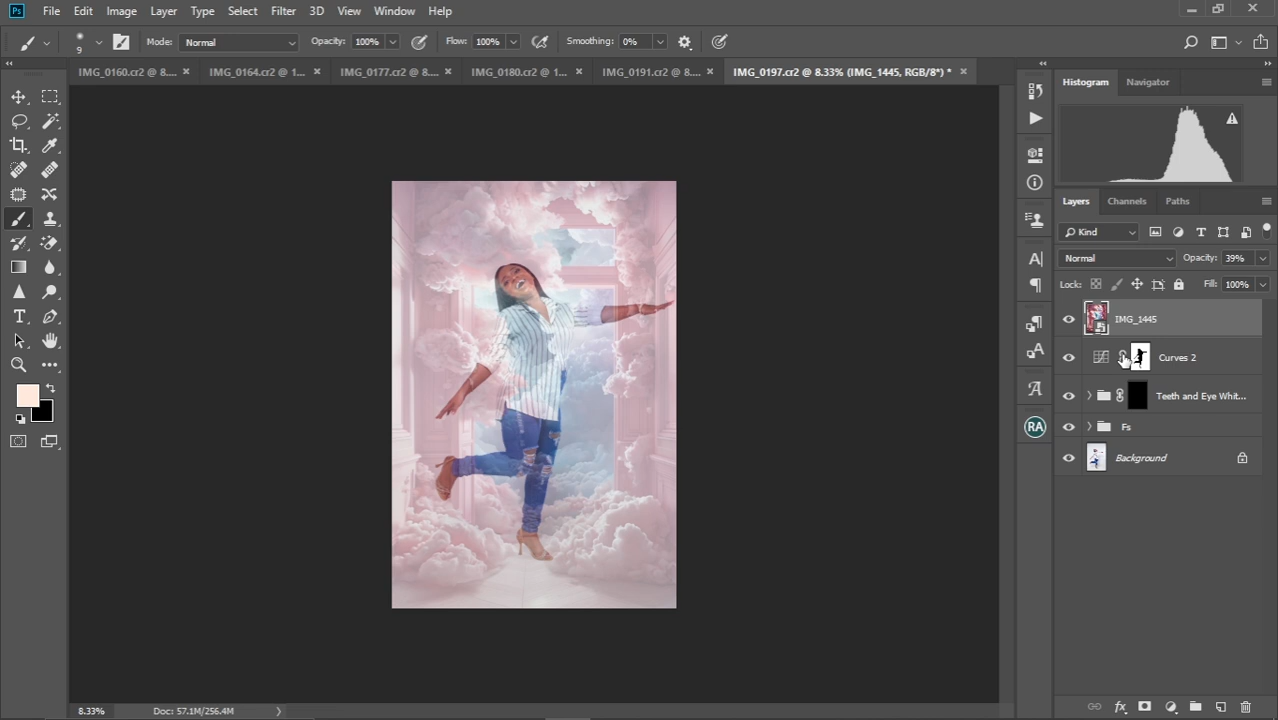 Ps File Edit Image Layer Type Select Filter 3D View Window Help
9 Mode: Normal Opacity: 100% Flow: 100% Smoothing: 0%
IMG_0160.cr2 @ 8.... × IMG_0164.cr2 @ 1... × IMG_0177.cr2 @ 8.... × IMG_0180.cr2 @ 1... × IMG_0191.cr2 @ 8.... × IMG_0197.cr2 @ 8.33% (IMG_1445, RGB/8*) * ×
Histogram Navigator
Layers Channels Paths
Kind
Normal Opacity: 39%
Lock: Fill: 100%
IMG_1445
Curves 2
Teeth and Eye Whit...
Fs
RA
Background
8.33% Doc: 57.1M/256.4M